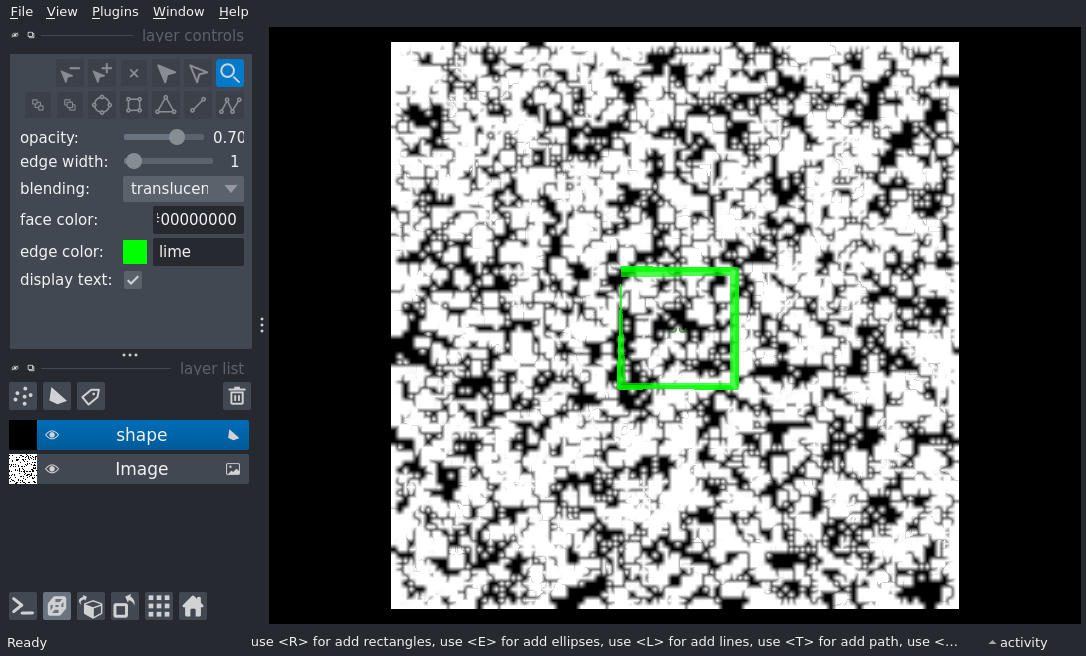 File View Plugins Window Help
layer controls
opacity: 0.70
edge width: 1
blending: translucen
face color: 00000000
edge color: lime
display text:
layer list
shape
Image
Ready
use <R> for add rectangles, use <E> for add ellipses, use <L> for add lines, use <T> for add path, use <...
activity